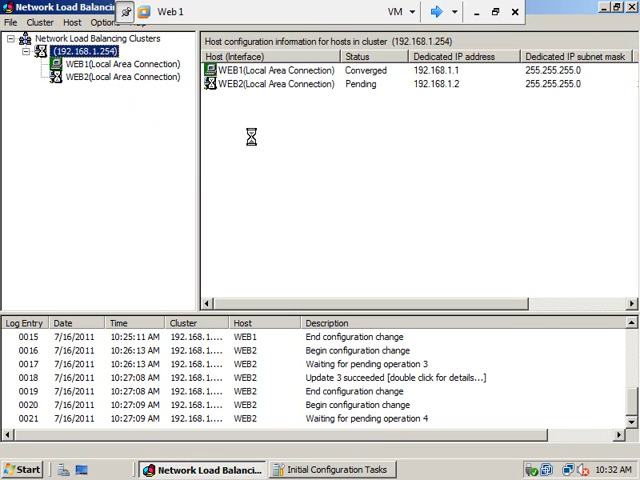 Network Load Balancing
Web 1
VM
File Cluster Host Options
Network Load Balancing Clusters
(192.168.1.254)
WEB1(Local Area Connection)
WEB2(Local Area Connection)
Host configuration information for hosts in cluster (192.168.1.254)
Host (Interface) Status Dedicated IP address Dedicated IP subnet mask
WEB1(Local Area Connection) Converged 192.168.1.1 255.255.255.0
WEB2(Local Area Connection) Pending 192.168.1.2 255.255.255.0
Log Entry Date Time Cluster Host Description
0015 7/16/2011 10:25:11 AM 192.168.1.... WEB1 End configuration change
0016 7/16/2011 10:26:13 AM 192.168.1.... WEB2 Begin configuration change
0017 7/16/2011 10:26:13 AM 192.168.1.... WEB2 Waiting for pending operation 3
0018 7/16/2011 10:27:08 AM 192.168.1.... WEB2 Update 3 succeeded [double click for details...]
0019 7/16/2011 10:27:08 AM 192.168.1.... WEB2 End configuration change
0020 7/16/2011 10:27:09 AM 192.168.1.... WEB2 Begin configuration change
0021 7/16/2011 10:27:09 AM 192.168.1.... WEB2 Waiting for pending operation 4
Start
Network Load Balanci...
Initial Configuration Tasks
10:32 AM